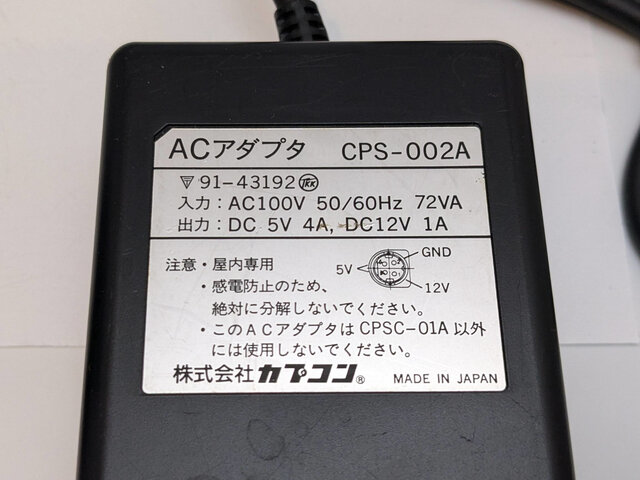 ACアダプタ CPS-002A
▽91-43192 TKK
入力：AC100V 50/60Hz 72VA
出力：DC 5V 4A, DC12V 1A
注意・屋内専用
・感電防止のため、
絶対に分解しないでください。
・このACアダプタはCPSC-01A以外
には使用しないでください。
5V
GND
12V
株式会社カプコン® MADE IN JAPAN